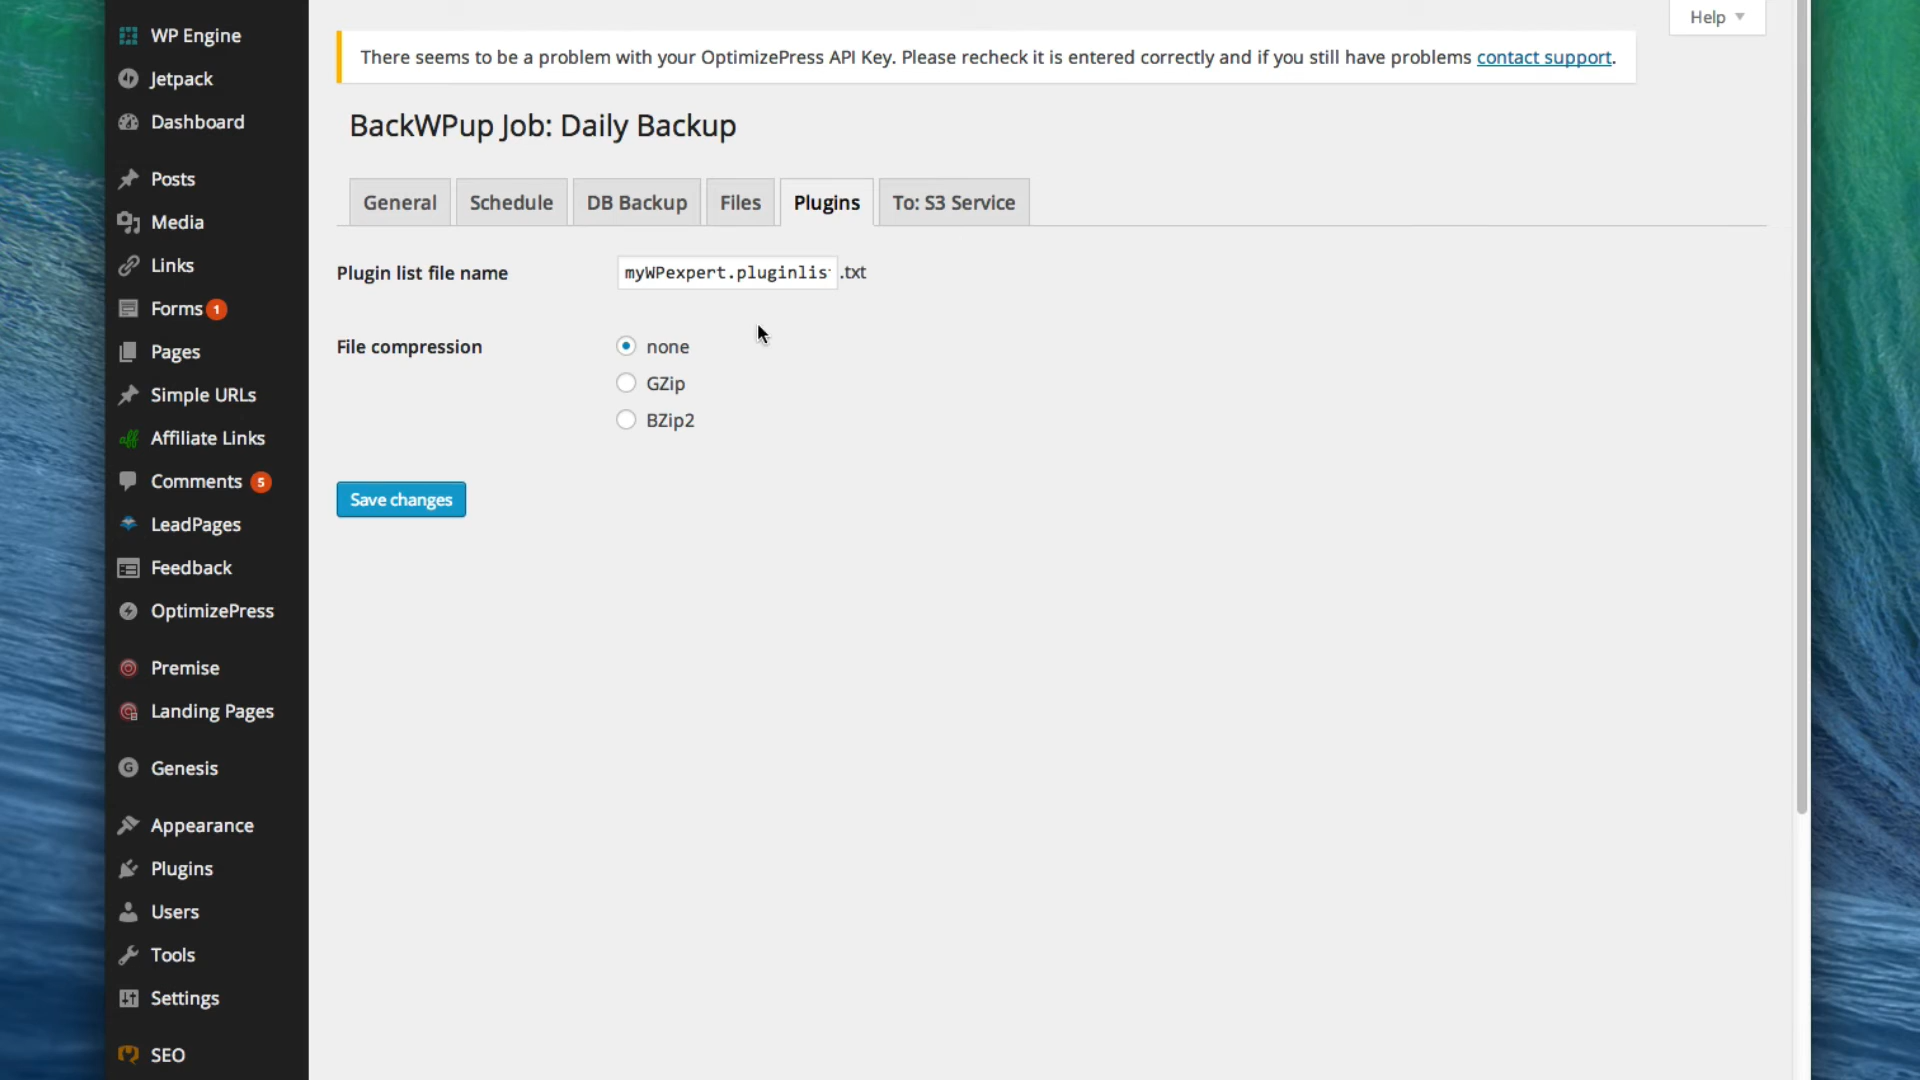 WP Engine
Jetpack
Dashboard
Posts
Media
Links
Forms 1
Pages
Simple URLs
Affiliate Links
Comments 5
LeadPages
Feedback
OptimizePress
Premise
Landing Pages
Genesis
Appearance
Plugins
Users
Tools
Settings
SEO
Help
There seems to be a problem with your OptimizePress API Key. Please recheck it is entered correctly and if you still have problems contact support.
BackWPup Job: Daily Backup
General Schedule DB Backup Files Plugins To: S3 Service
Plugin list file name myWPexpert.pluginlis .txt
File compression none
GZip
BZip2
Save changes